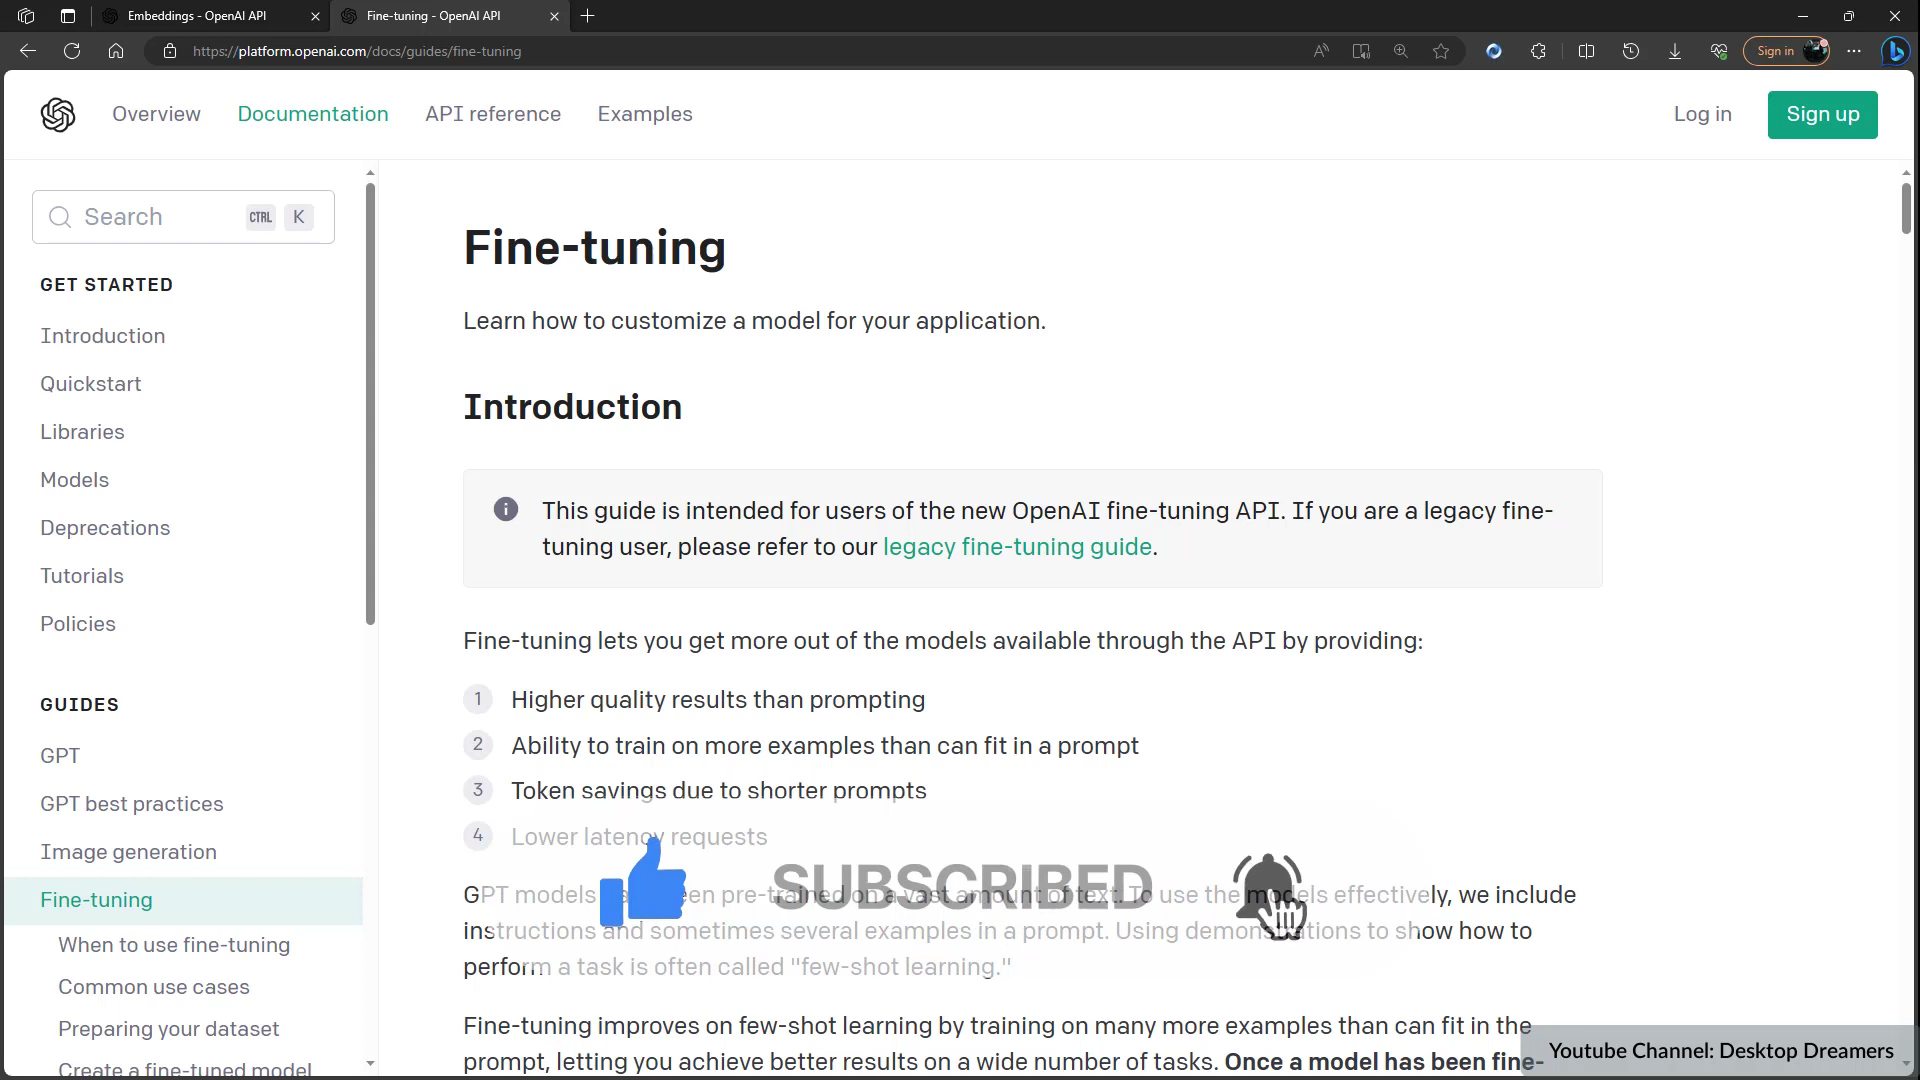 Embeddings - OpenAI API
Fine-tuning - OpenAI API
https://platform.openai.com/docs/guides/fine-tuning
Sign in
Overview
Documentation
API reference
Examples
Log in
Sign up
Search
CTRL
K
GET STARTED
Introduction
Quickstart
Libraries
Models
Deprecations
Tutorials
Policies
GUIDES
GPT
GPT best practices
Image generation
Fine-tuning
When to use fine-tuning
Common use cases
Preparing your dataset
Create a fine-tuned model
Fine-tuning
Learn how to customize a model for your application.
Introduction
This guide is intended for users of the new OpenAI fine-tuning API. If you are a legacy fine-
tuning user, please refer to our legacy fine-tuning guide.
Fine-tuning lets you get more out of the models available through the API by providing:
1 Higher quality results than prompting
2 Ability to train on more examples than can fit in a prompt
3 Token savings due to shorter prompts
4 Lower latency requests
GPT models been pre-trained on a vast amount of text. To use the models effectively, we include
instructions and sometimes several examples in a prompt. Using demonstrations to show how to
perform a task is often called "few-shot learning."
SUBSCRIBED
Fine-tuning improves on few-shot learning by training on many more examples than can fit in the
prompt, letting you achieve better results on a wide number of tasks. Once a model has been fine-
Youtube Channel: Desktop Dreamers